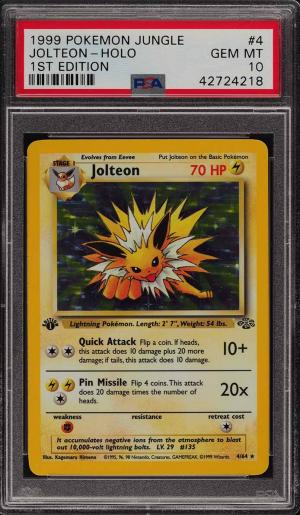 1999 POKEMON JUNGLE #4
JOLTEON-HOLO GEM MT
1ST EDITION 10
PSA 42724218
Evolves from Eevee Put Jolteon on the Basic Pokémon
STAGE 1
Jolteon 70 HP
Lightning Pokémon. Length: 2' 7", Weight: 54 lbs.
Quick Attack Flip a coin. If heads,
this attack does 10 damage plus 20 more
damage; if tails, this attack does 10 damage.
10+
Pin Missile Flip 4 coins. This attack
does 20 damage times the number of
heads.
20x
weakness resistance retreat cost
It accumulates negative ions from the atmosphere to blast
out 10,000-volt lightning bolts. LV. 29 #135
Illus. Kagemaru Himeno ©1995, 96, 98 Nintendo, Creatures, GAMEFREAK. ©1999 Wizards. 4/64 ★